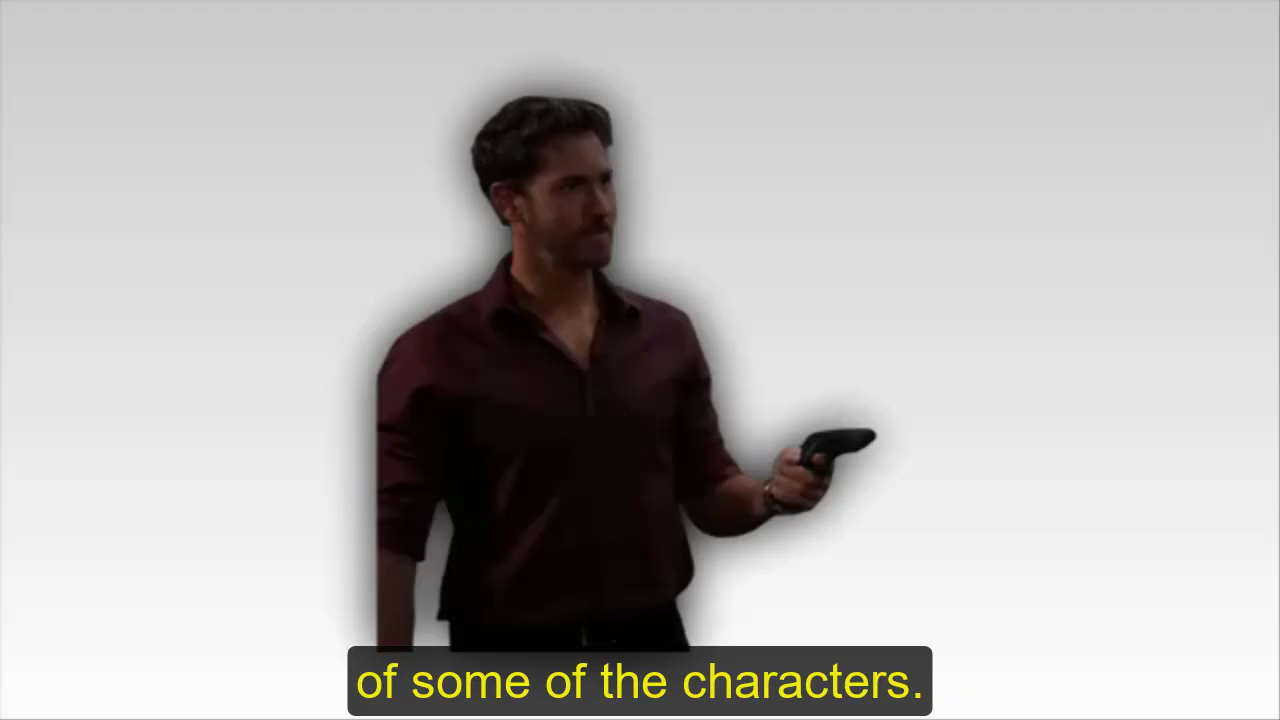 of some of the characters.